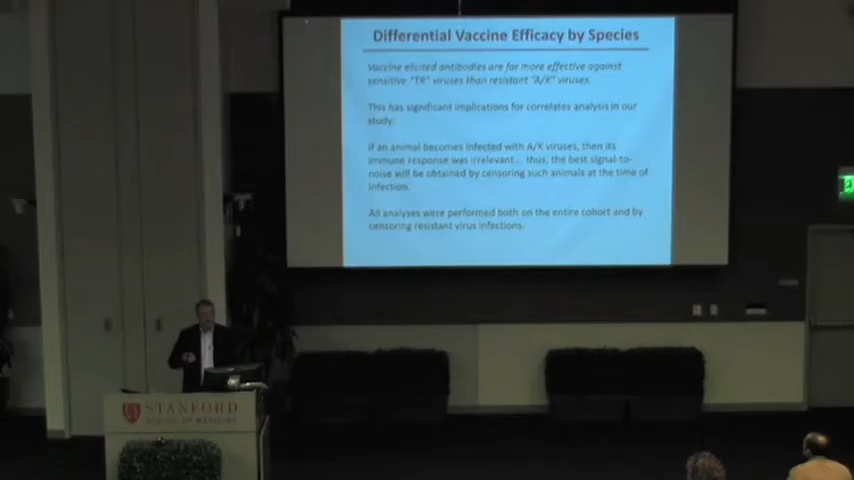 Differential Vaccine Efficacy by Species
Vaccine elicited antibodies are far more effective against
sensitive "TR" viruses than resistant "A/K" viruses.
This has significant implications for correlates analysis in our
study:
If an animal becomes infected with A/K viruses, then its
immune response was irrelevant... thus, the best signal-to-
noise will be obtained by censoring such animals at the time of
infection.
All analyses were performed both on the entire cohort and by
censoring resistant virus infections.
STANFORD
SCHOOL OF MEDICINE